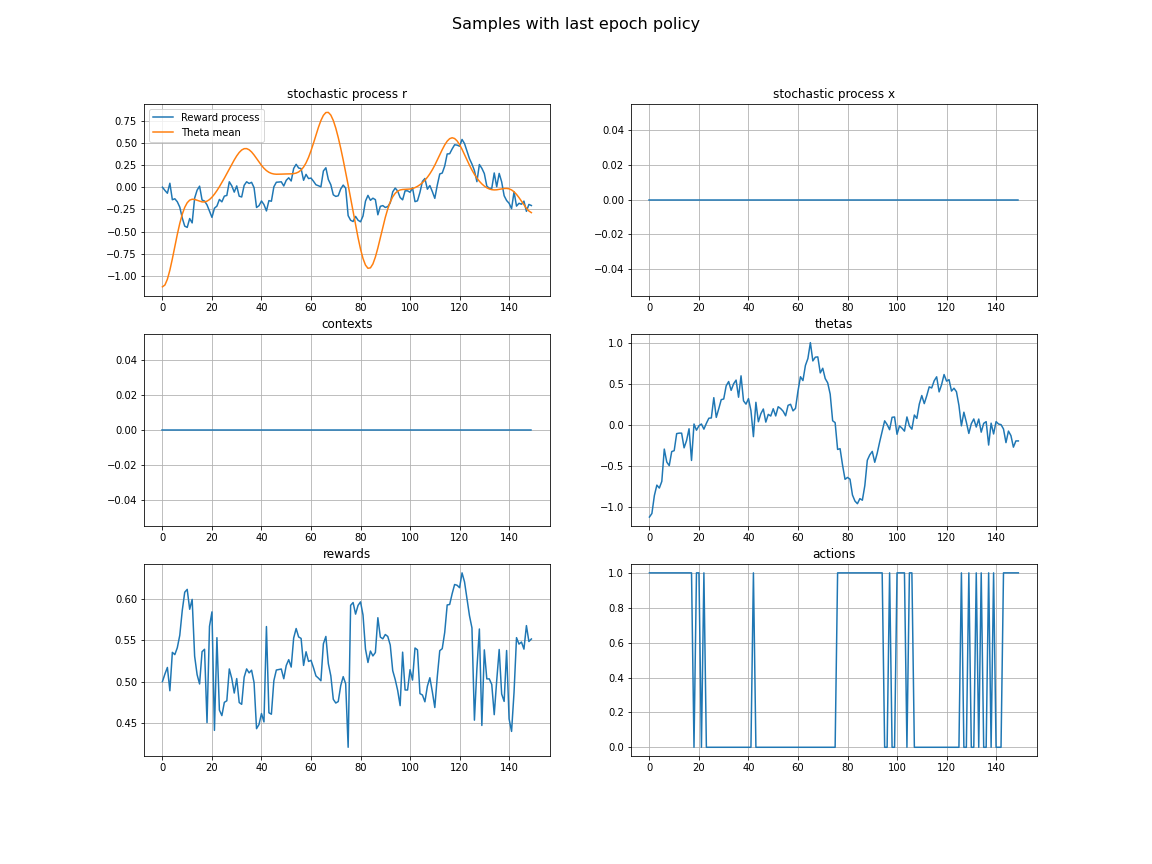 Samples with last epoch policy
stochastic process r
0.75
0.50
0.25
0.00
−0.25
−0.50
−0.75
−1.00
Reward process
Theta mean
0 20 40 60 80 100 120 140
stochastic process x
0.04
0.02
0.00
−0.02
−0.04
0 20 40 60 80 100 120 140
contexts
0.04
0.02
0.00
−0.02
−0.04
0 20 40 60 80 100 120 140
thetas
1.0
0.5
0.0
−0.5
−1.0
0 20 40 60 80 100 120 140
rewards
0.60
0.55
0.50
0.45
0 20 40 60 80 100 120 140
actions
1.0
0.8
0.6
0.4
0.2
0.0
0 20 40 60 80 100 120 140